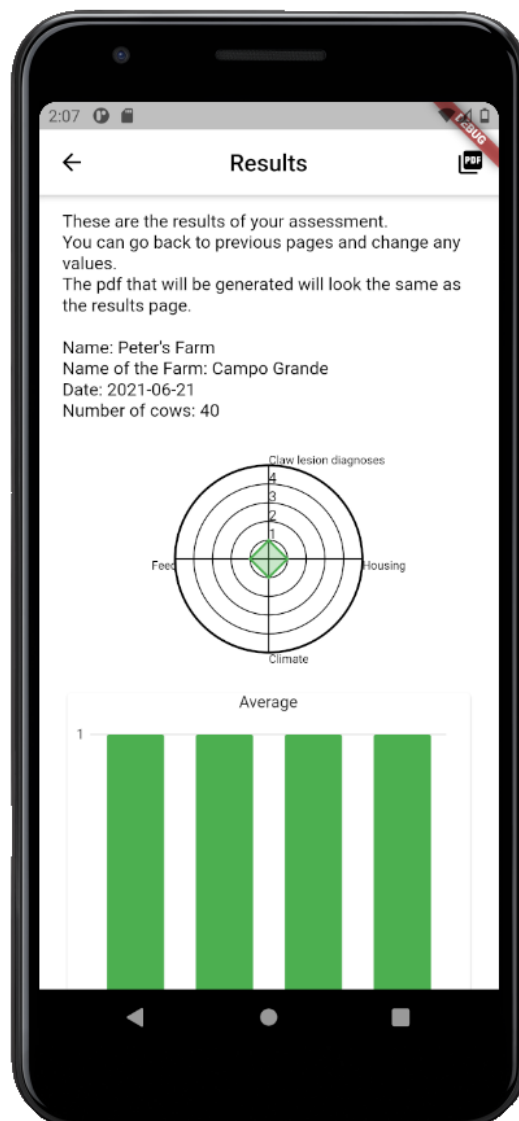 2:07
DEBUG
Results
PDF
These are the results of your assessment.
You can go back to previous pages and change any
values.
The pdf that will be generated will look the same as
the results page.
Name: Peter's Farm
Name of the Farm: Campo Grande
Date: 2021-06-21
Number of cows: 40
Claw lesion diagnoses
4
3
2
1
Feed
Housing
Climate
Average
1